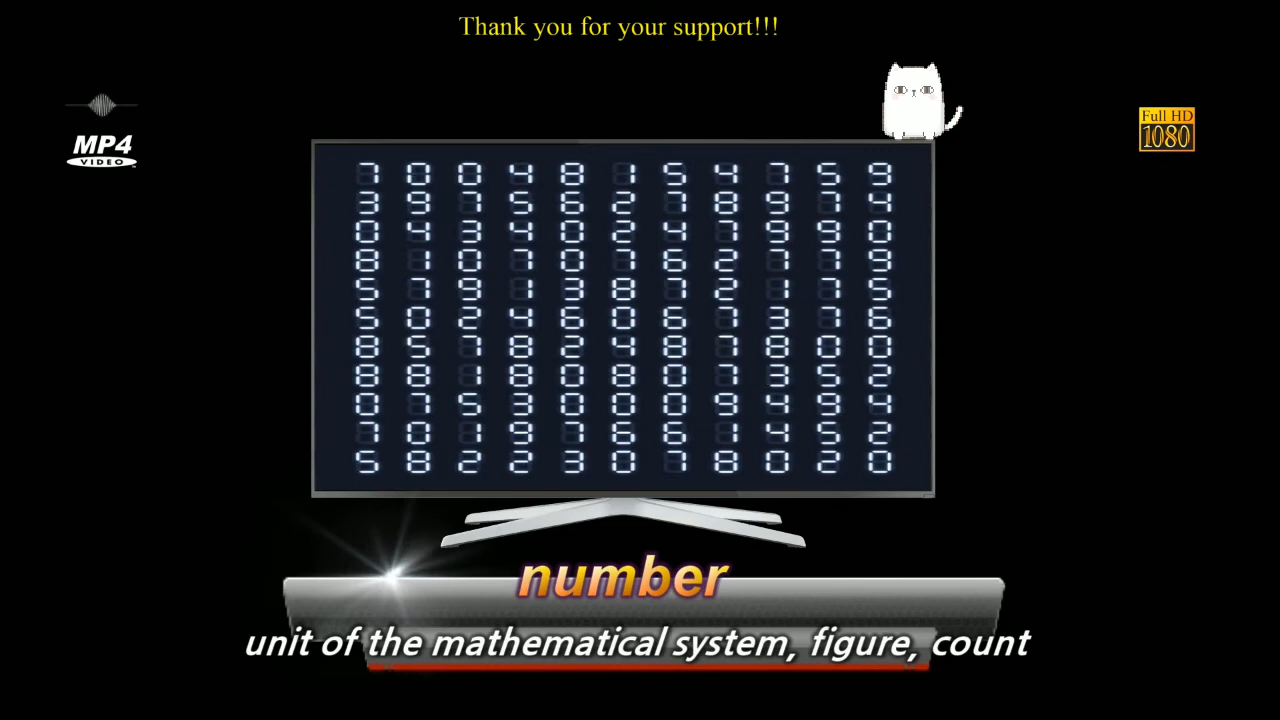 Thank you for your support!!!
MP4
VIDEO
Full HD
1080
7 0 0 4 8 1 5 4 7 5 9
3 9 7 5 6 2 7 8 9 7 4
0 4 3 4 0 2 4 7 9 9 0
8 1 0 7 0 7 6 2 7 7 9
5 7 9 1 3 8 7 2 1 7 5
5 0 2 4 6 0 6 7 3 7 6
8 5 7 8 2 4 8 7 8 0 0
8 8 1 8 0 8 0 7 3 5 2
0 7 5 3 0 0 0 9 4 9 4
7 0 1 9 7 6 6 1 4 5 2
5 8 2 2 3 0 7 8 0 2 0
number
unit of the mathematical system, figure, count